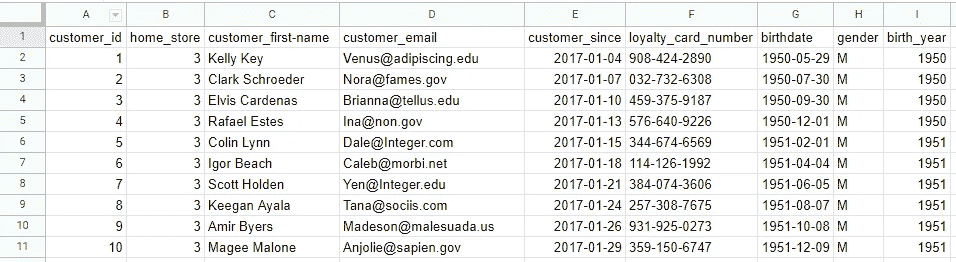 A B C D E F G H I
1 customer_id home_store customer_first-name customer_email customer_since loyalty_card_number birthdate gender birth_year
2 1 3 Kelly Key Venus@adipiscing.edu 2017-01-04 908-424-2890 1950-05-29 M 1950
3 2 3 Clark Schroeder Nora@fames.gov 2017-01-07 032-732-6308 1950-07-30 M 1950
4 3 3 Elvis Cardenas Brianna@tellus.edu 2017-01-10 459-375-9187 1950-09-30 M 1950
5 4 3 Rafael Estes Ina@non.gov 2017-01-13 576-640-9226 1950-12-01 M 1950
6 5 3 Colin Lynn Dale@Integer.com 2017-01-15 344-674-6569 1951-02-01 M 1951
7 6 3 Igor Beach Caleb@morbi.net 2017-01-18 114-126-1992 1951-04-04 M 1951
8 7 3 Scott Holden Yen@Integer.edu 2017-01-21 384-074-3606 1951-06-05 M 1951
9 8 3 Keegan Ayala Tana@sociis.com 2017-01-24 257-308-7675 1951-08-07 M 1951
10 9 3 Amir Byers Madeson@malesuada.us 2017-01-26 931-925-0273 1951-10-08 M 1951
11 10 3 Magee Malone Anjolie@sapien.gov 2017-01-29 359-150-6747 1951-12-09 M 1951